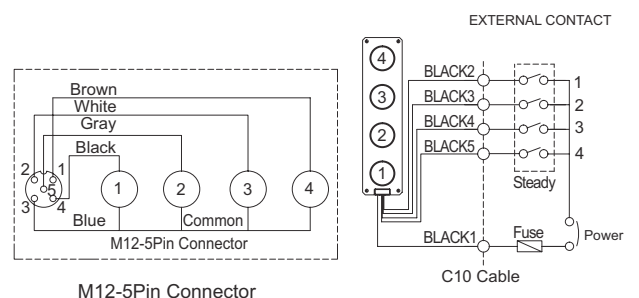 EXTERNAL CONTACT
Brown
White
Gray
Black
2 1
5
3 4
1 2 3 4
Blue Common
M12-5Pin Connector
M12-5Pin Connector
4
3
2
1
BLACK2 1
BLACK3 2
BLACK4 3
BLACK5 4
Steady
BLACK1 Fuse Power
C10 Cable